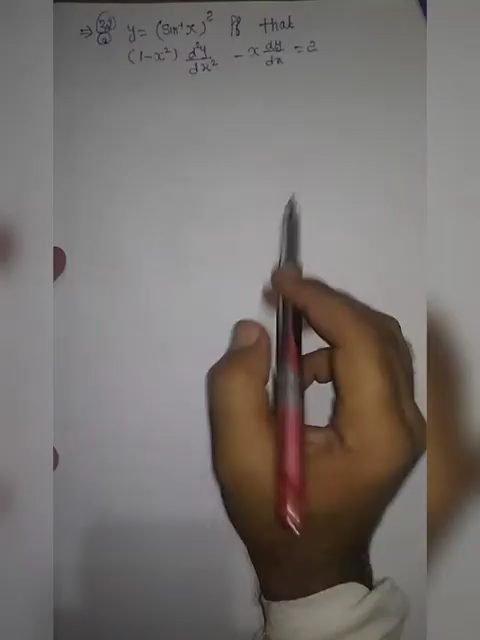 ⇒ y = (sin⁻¹x)² that
(1-x²) d²y/dx² - x dy/dx = 2